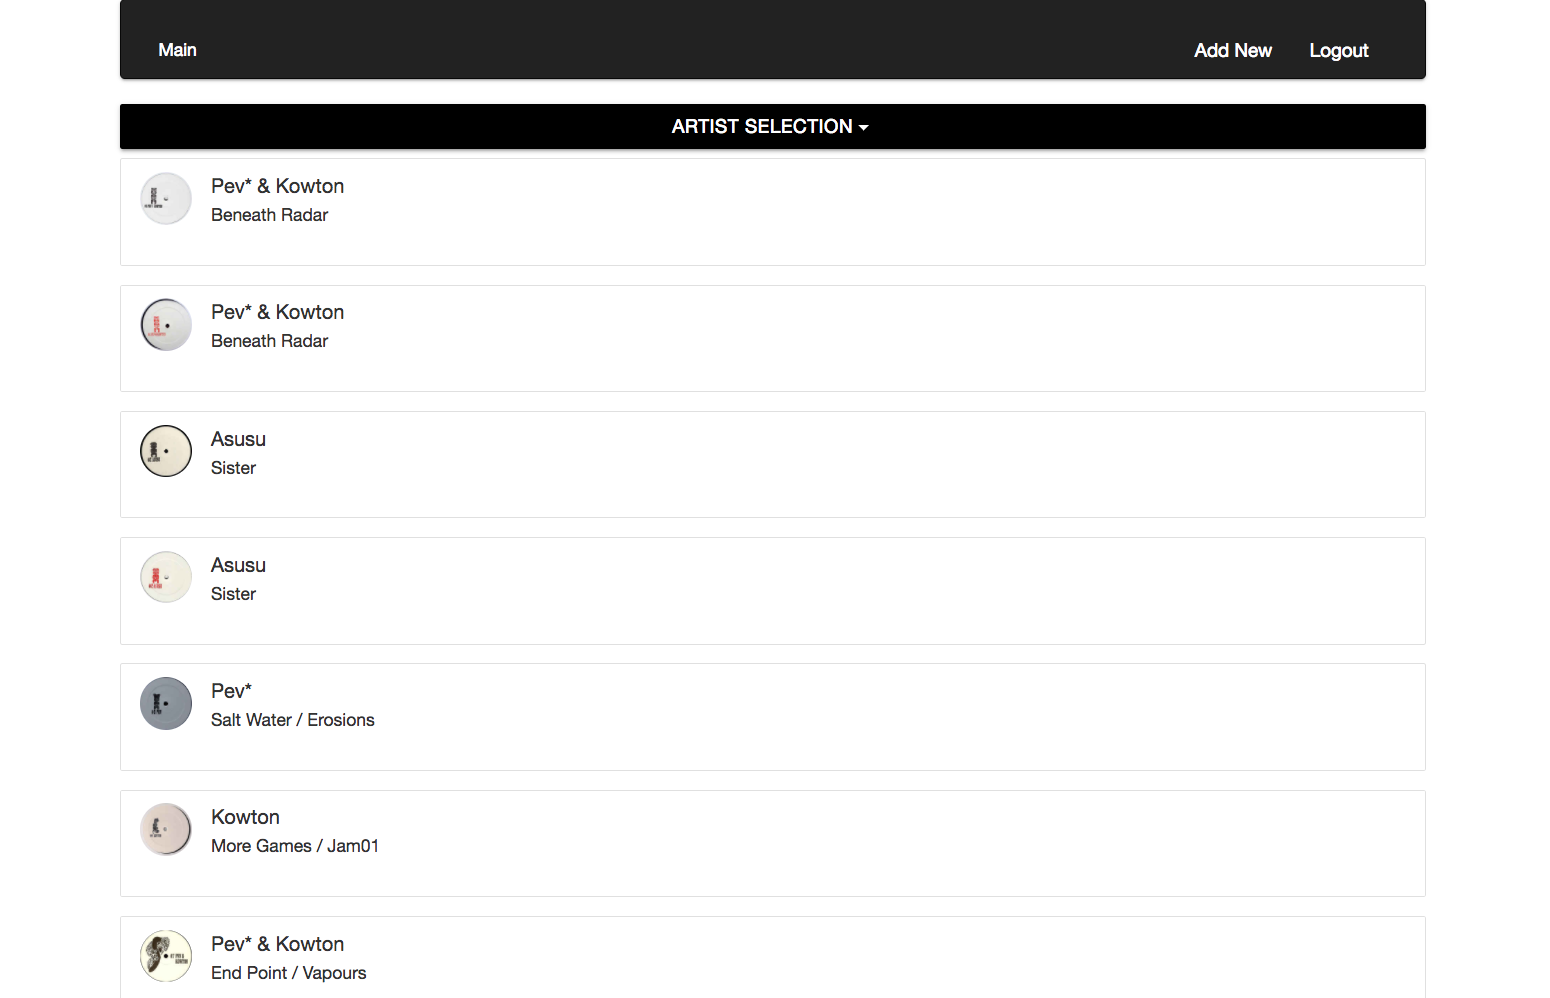 Main
Add New
Logout
ARTIST SELECTION
Pev* & Kowton
Beneath Radar
Pev* & Kowton
Beneath Radar
Asusu
Sister
Asusu
Sister
Pev*
Salt Water / Erosions
Kowton
More Games / Jam01
Pev* & Kowton
End Point / Vapours